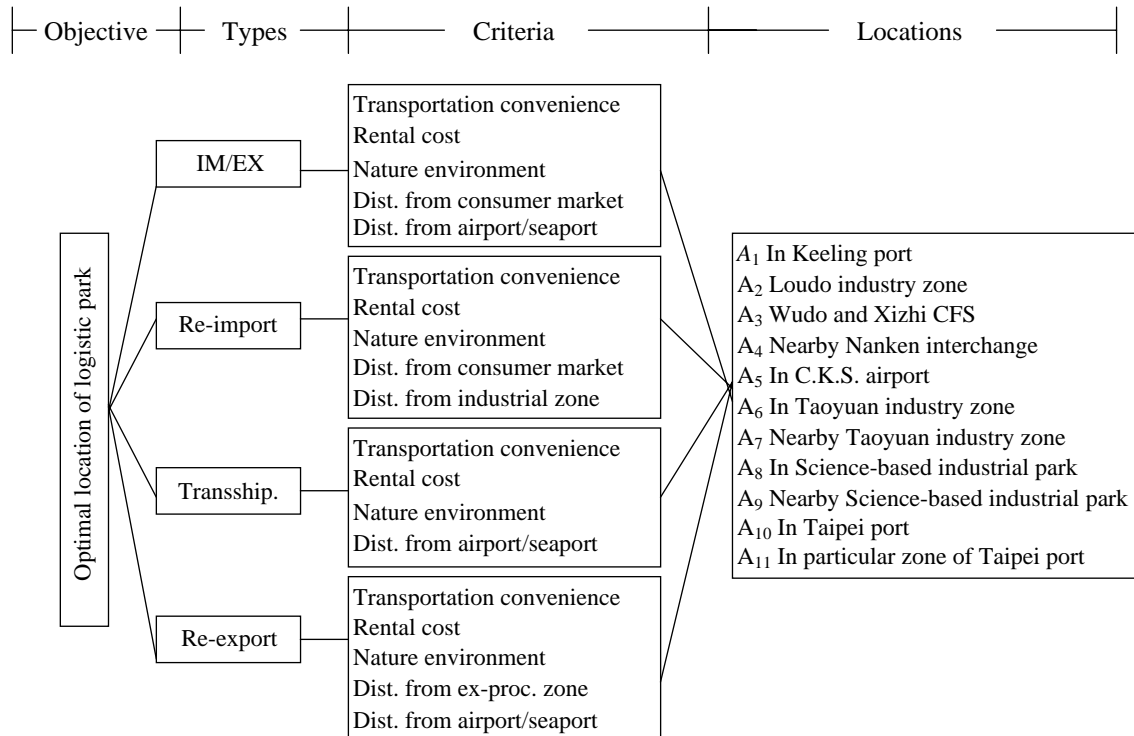 Objective
Types
Criteria
Locations
Optimal location of logistic park
IM/EX
Transportation convenience
Rental cost
Nature environment
Dist. from consumer market
Dist. from airport/seaport
Re-import
Transportation convenience
Rental cost
Nature environment
Dist. from consumer market
Dist. from industrial zone
Transship.
Transportation convenience
Rental cost
Nature environment
Dist. from airport/seaport
Re-export
Transportation convenience
Rental cost
Nature environment
Dist. from ex-proc. zone
Dist. from airport/seaport
A₁ In Keeling port
A₂ Loudo industry zone
A₃ Wudo and Xizhi CFS
A₄ Nearby Nanken interchange
A₅ In C.K.S. airport
A₆ In Taoyuan industry zone
A₇ Nearby Taoyuan industry zone
A₈ In Science-based industrial park
A₉ Nearby Science-based industrial park
A₁₀ In Taipei port
A₁₁ In particular zone of Taipei port